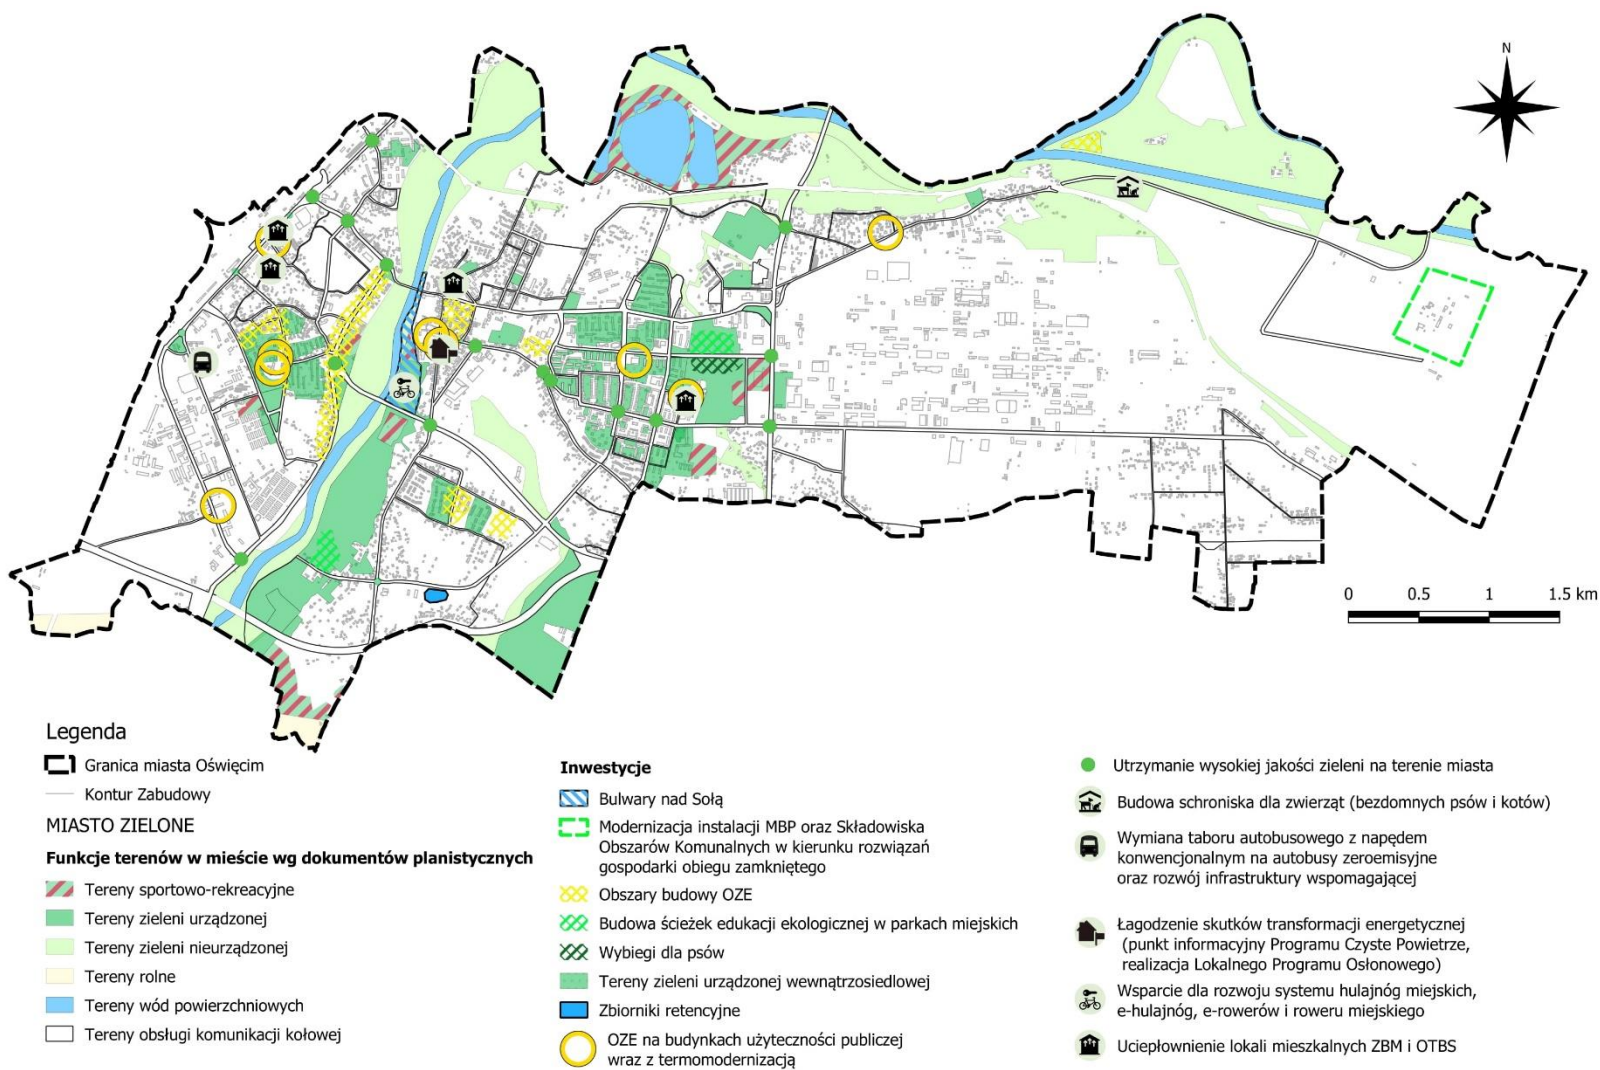 N
0 0.5 1 1.5 km
Legenda
Granica miasta Oświęcim
Kontur Zabudowy
MIASTO ZIELONE
Funkcje terenów w mieście wg dokumentów planistycznych
Tereny sportowo-rekreacyjne
Tereny zieleni urządzonej
Tereny zieleni nieurządzonej
Tereny rolne
Tereny wód powierzchniowych
Tereny obsługi komunikacji kołowej
Inwestycje
Bulwary nad Sołą
Modernizacja instalacji MBP oraz Składowiska
Obszarów Komunalnych w kierunku rozwiązań
gospodarki obiegu zamkniętego
Obszary budowy OZE
Budowa ścieżek edukacji ekologicznej w parkach miejskich
Wybiegi dla psów
Tereny zieleni urządzonej wewnątrzosiedlowej
Zbiorniki retencyjne
OZE na budynkach użyteczności publiczej
wraz z termomodernizacją
Utrzymanie wysokiej jakości zieleni na terenie miasta
Budowa schroniska dla zwierząt (bezdomnych psów i kotów)
Wymiana taboru autobusowego z napędem
konwencjonalnym na autobusy zeroemisyjne
oraz rozwój infrastruktury wspomagającej
Łagodzenie skutków transformacji energetycznej
(punkt informacyjny Programu Czyste Powietrze,
realizacja Lokalnego Programu Osłonowego)
Wsparcie dla rozwoju systemu hulajnóg miejskich,
e-hulajnóg, e-rowerów i roweru miejskiego
Uciepłownienie lokali mieszkalnych ZBM i OTBS